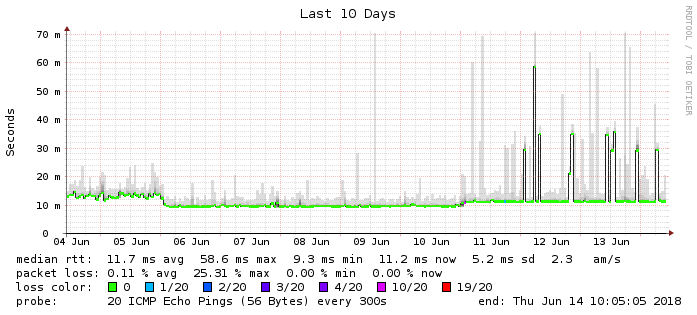 Last 10 Days
RRDTOOL / TOBI OETIKER
Seconds
70 m
60 m
50 m
40 m
30 m
20 m
10 m
0
04 Jun 05 Jun 06 Jun 07 Jun 08 Jun 09 Jun 10 Jun 11 Jun 12 Jun 13 Jun
median rtt: 11.7 ms avg 58.6 ms max 9.3 ms min 11.2 ms now 5.2 ms sd 2.3 am/s
packet loss: 0.11 % avg 25.31 % max 0.00 % min 0.00 % now
loss color: 0 1/20 2/20 3/20 4/20 10/20 19/20
probe: 20 ICMP Echo Pings (56 Bytes) every 300s end: Thu Jun 14 10:05:05 2018